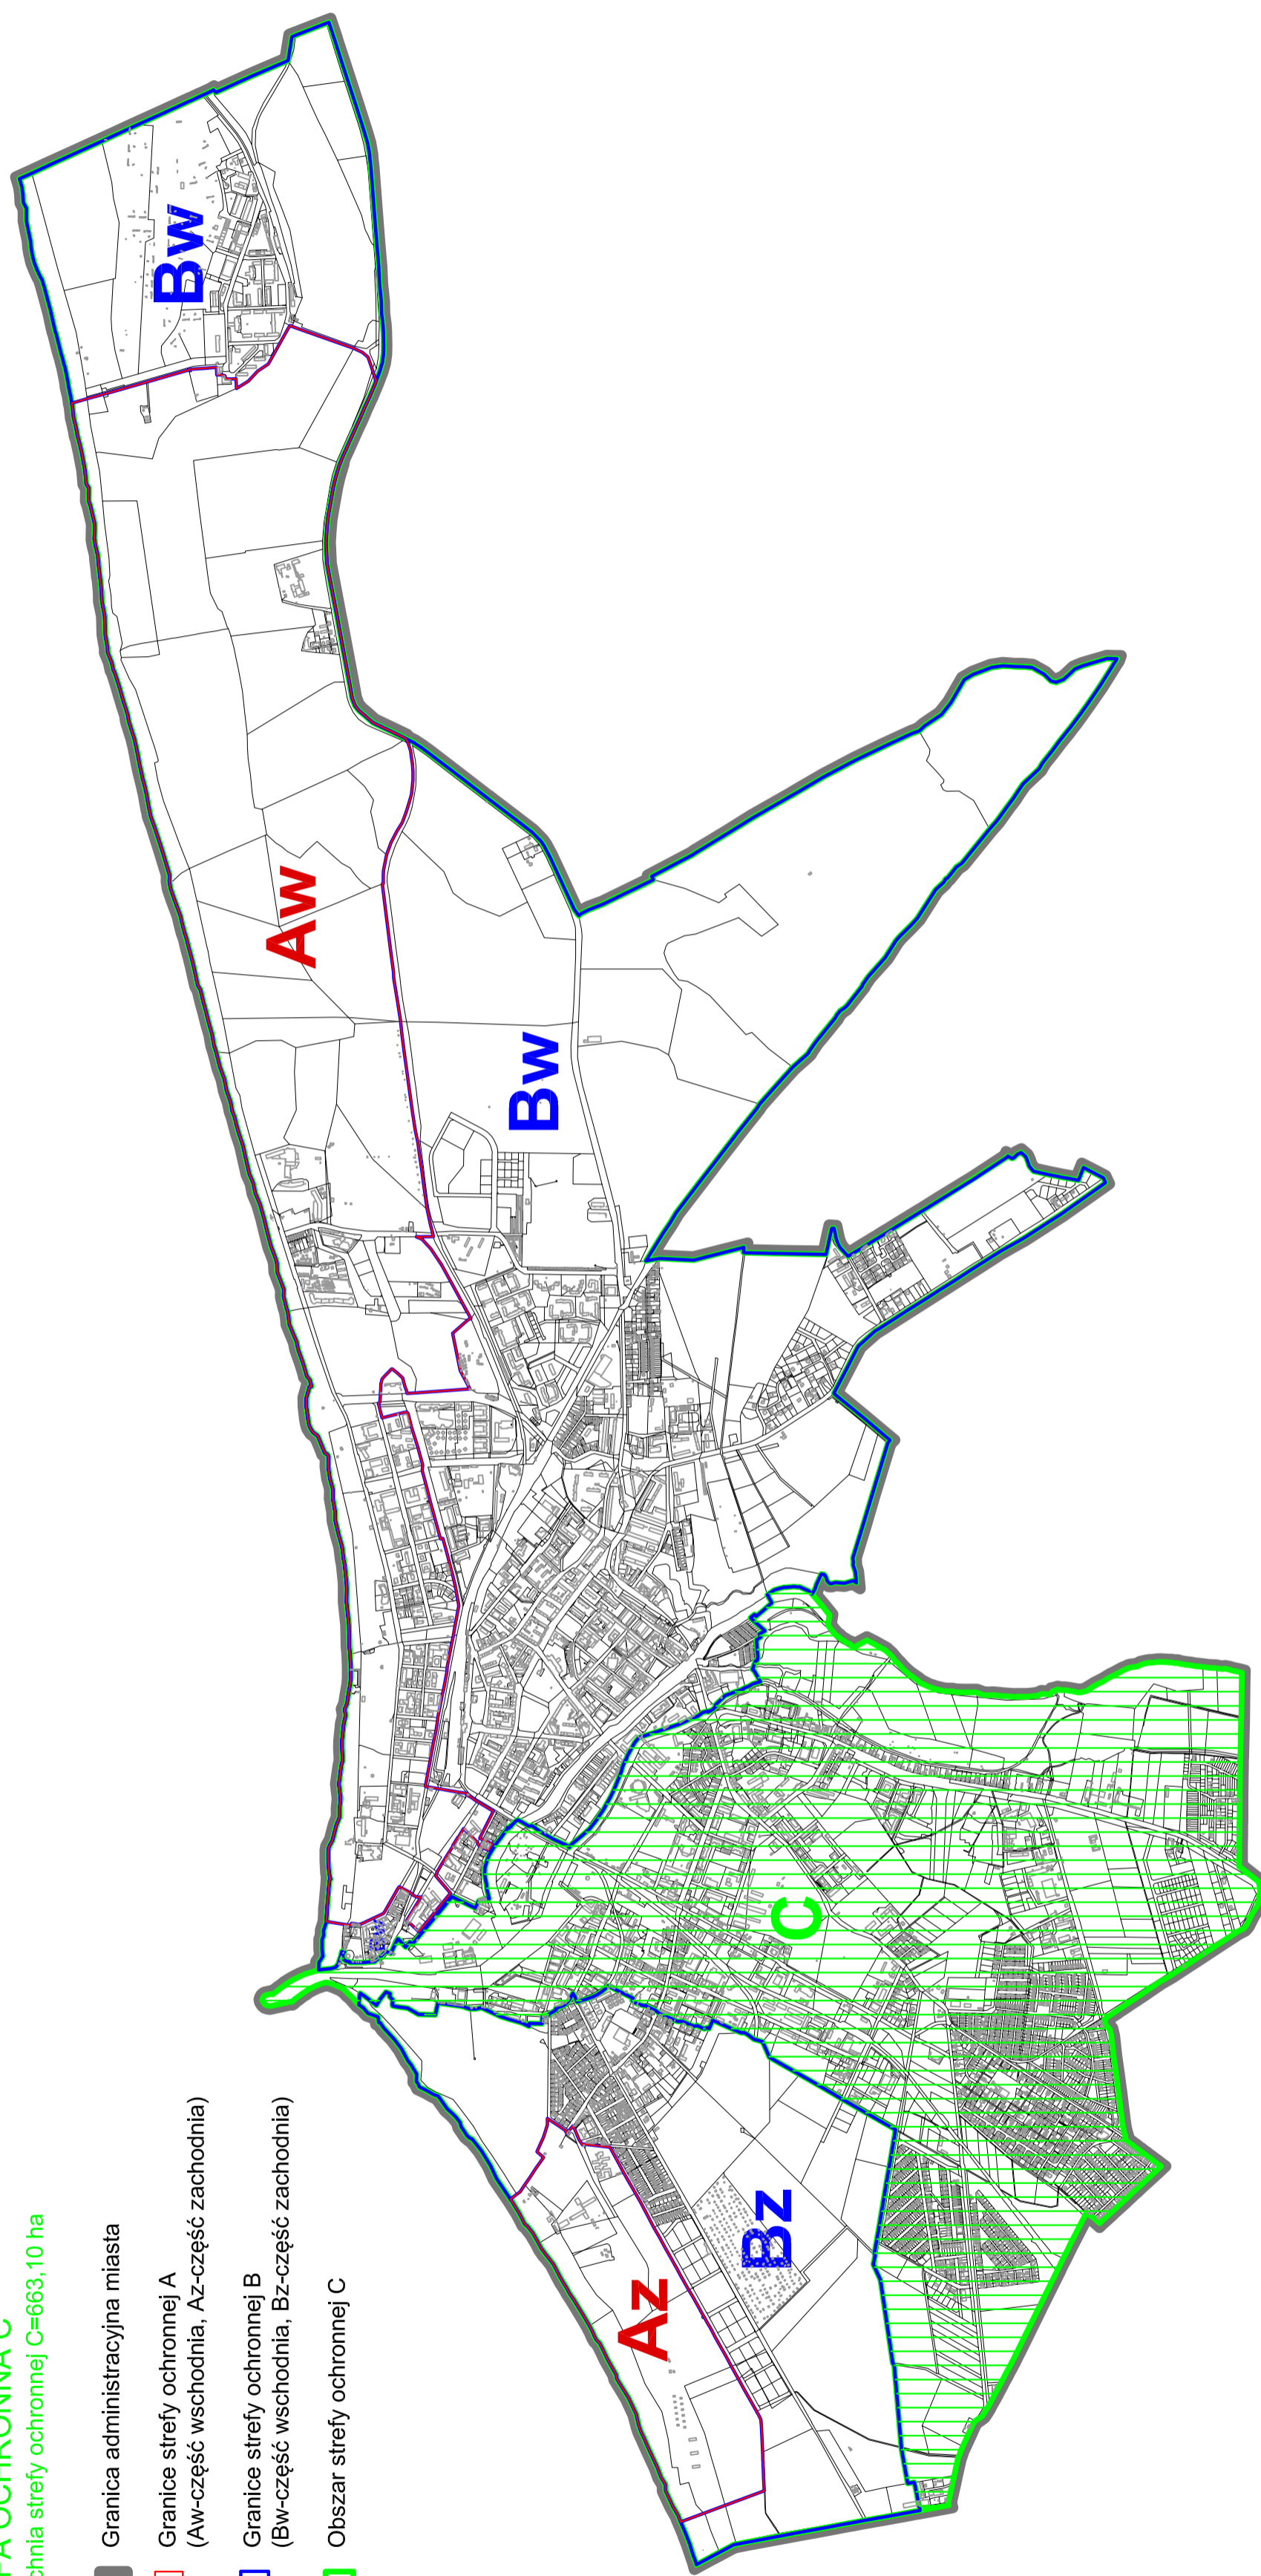 OCHRONNA C
strefy ochronnej C=663,10 ha
Granica administracyjna miasta
Granice strefy ochronnej A
(Aw-część wschodnia, Az-część zachodnia)
Granice strefy ochronnej B
(Bw-część wschodnia, Bz-część zachodnia)
Obszar strefy ochronnej C
Az
Bz
C
Aw
Bw
Bw